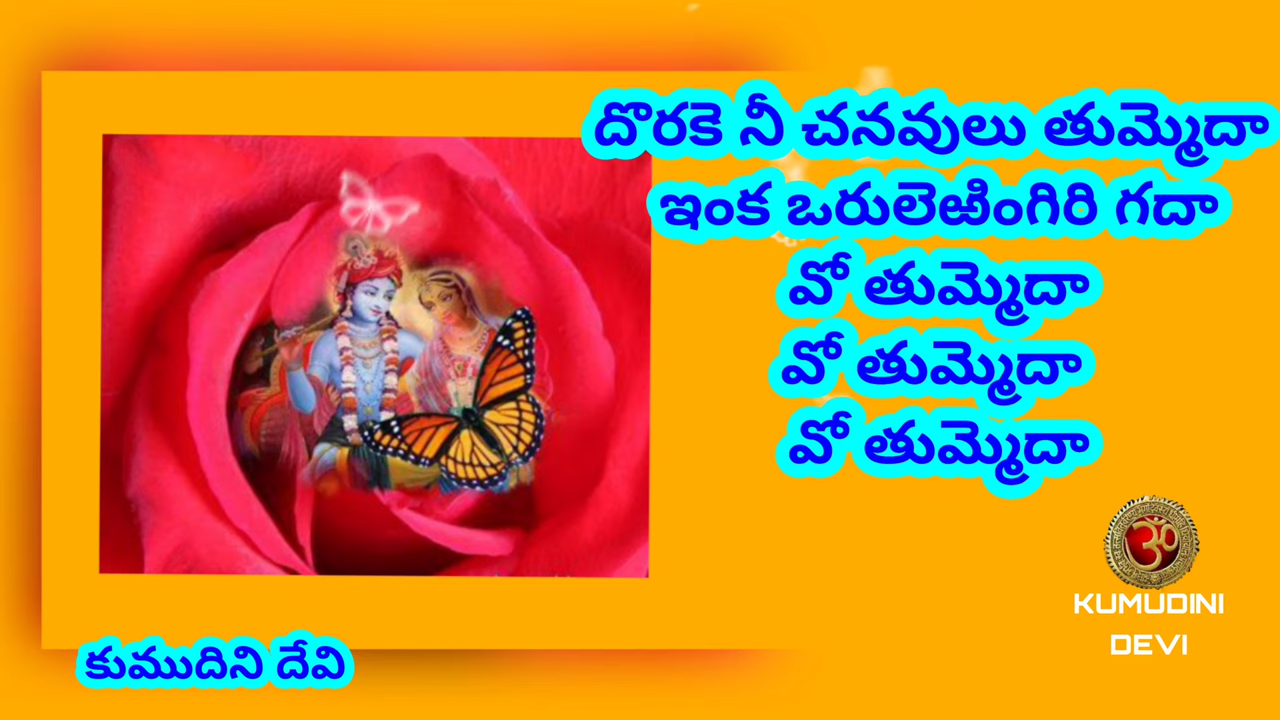 దొరకె నీ చనవులు తుమ్మెదా
ఇంక ఒరులెఱింగిరి గదా
వో తుమ్మెదా
వో తుమ్మెదా
వో తుమ్మెదా
KUMUDINI
DEVI
కుముదిని దేవి